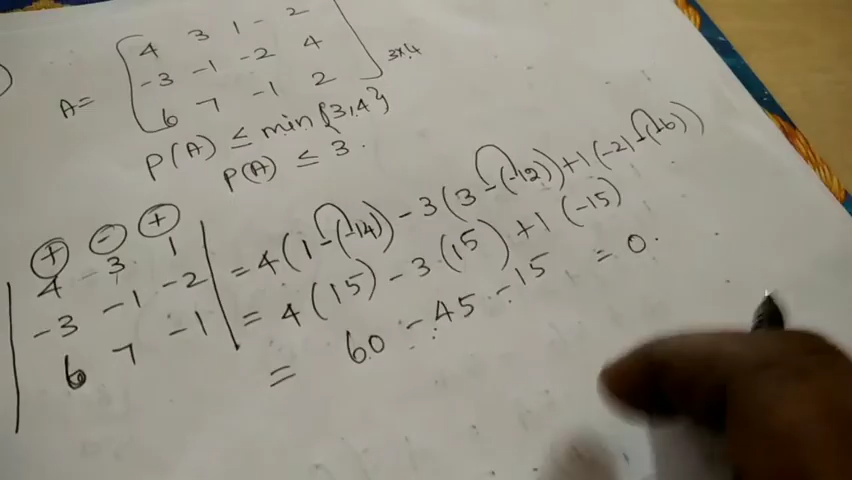 4 3 1 - 2
A= -3 -1 -2 4
6 7 -1 2 3×4
ρ(A) ≤ min {3,4}
ρ(A) ≤ 3.
+ - +
4 3 1 = 4(1-(-14)) - 3(3-(-12)) + 1(-21-(-6))
-3 -1 -2 = 4(15) - 3(15) + 1(-15)
6 7 -1 = 60 - 45 - 15 = 0.